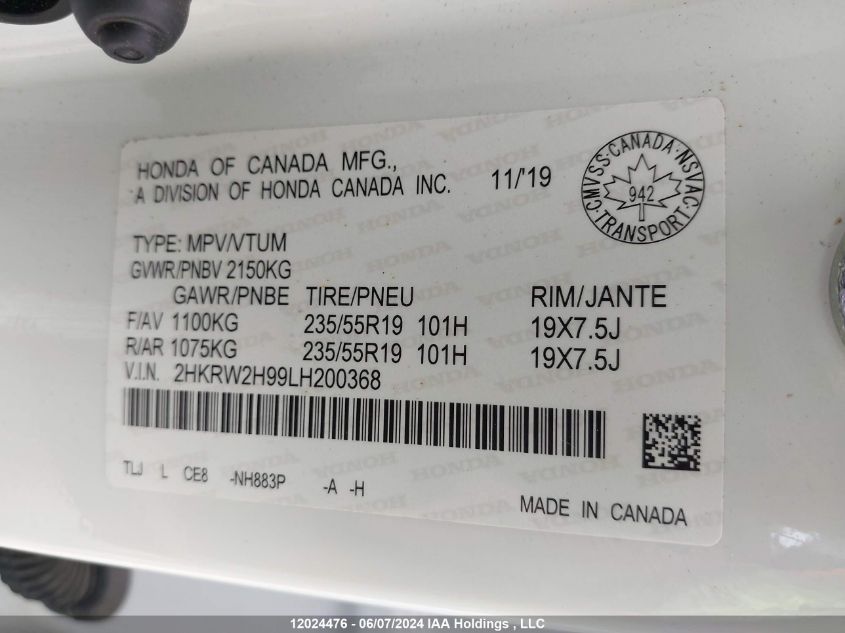 HONDA OF CANADA MFG.,
A DIVISION OF HONDA CANADA INC. 11/'19
CMVSS · CANADA · NSVAC · TRANSPORT ·
942
TYPE: MPV/VTUM
GVWR/PNBV 2150KG
GAWR/PNBE TIRE/PNEU RIM/JANTE
F/AV 1100KG 235/55R19 101H 19X7.5J
R/AR 1075KG 235/55R19 101H 19X7.5J
V.I.N. 2HKRW2H99LH200368
TLJ L CE8 -NH883P -A -H
MADE IN CANADA
12024476 - 06/07/2024 IAA Holdings , LLC